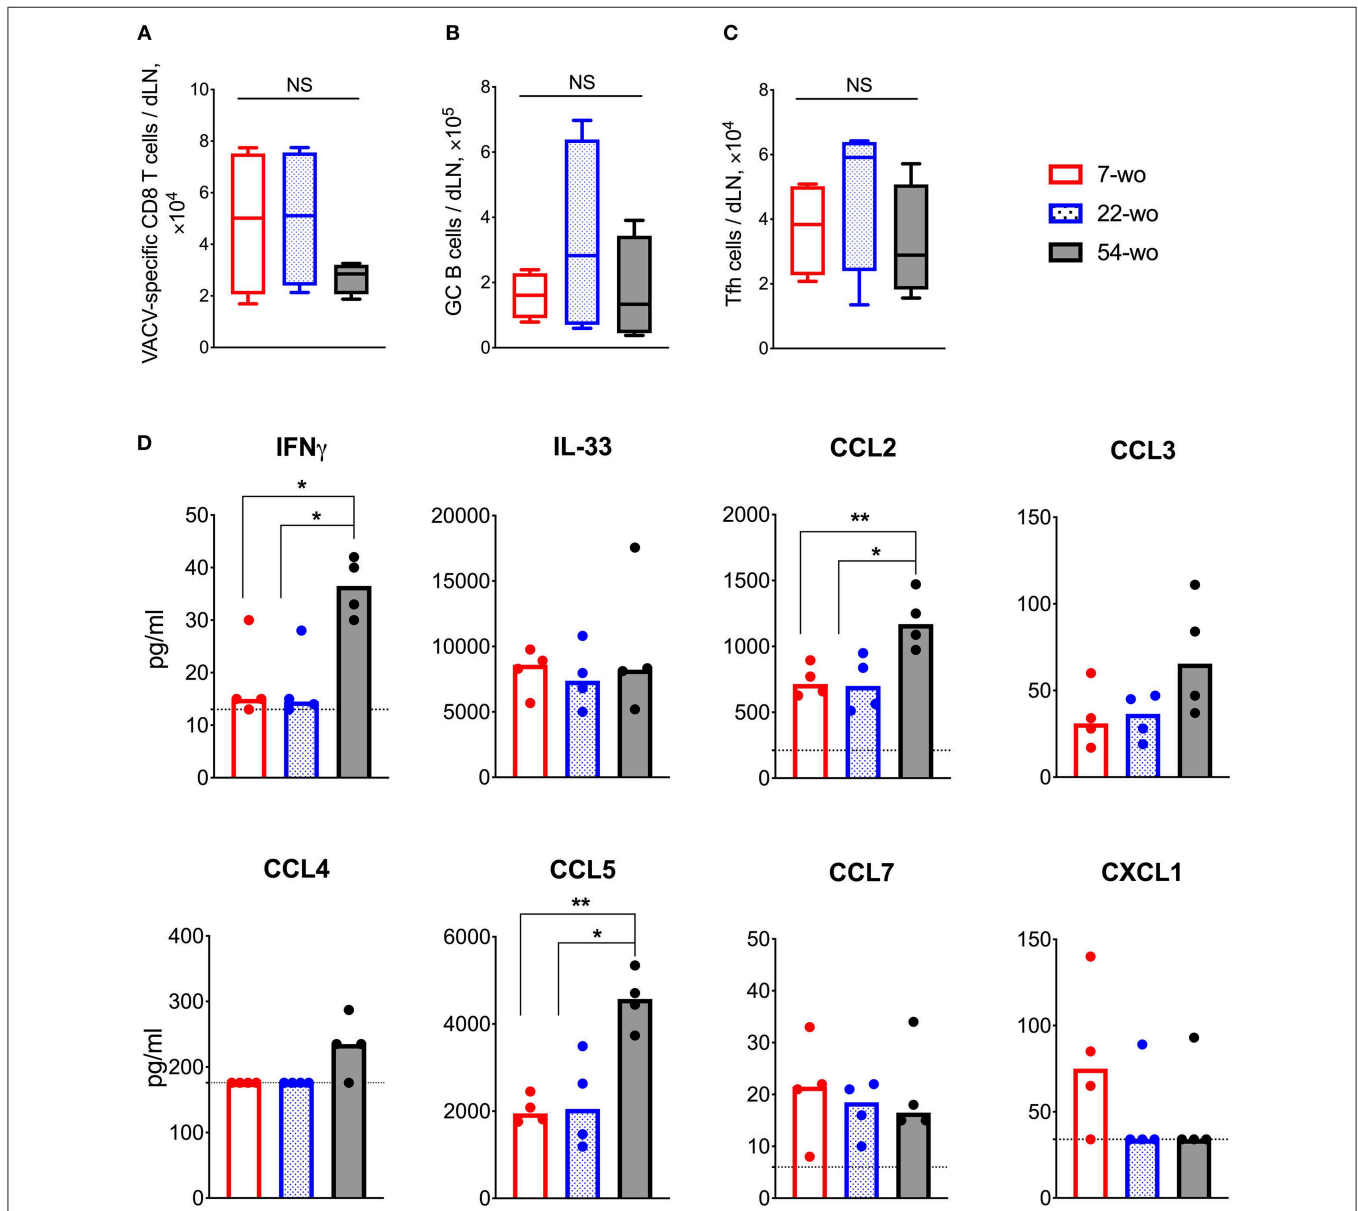 A
B
C
VACV-specific CD8 T cells / dLN,
×10⁴
10
8
6
4
2
0
NS
GC B cells / dLN, ×10⁵
8
6
4
2
0
NS
Tfh cells / dLN, ×10⁴
8
6
4
2
0
NS
7-wo
22-wo
54-wo
D
IFNγ
pg/ml
50
40
30
20
10
0
*
*
IL-33
20000
15000
10000
5000
0
CCL2
2000
1500
1000
500
0
**
*
CCL3
150
100
50
0
CCL4
pg/ml
400
300
200
100
0
CCL5
6000
4000
2000
0
**
*
CCL7
50
40
30
20
10
0
CXCL1
150
100
50
0